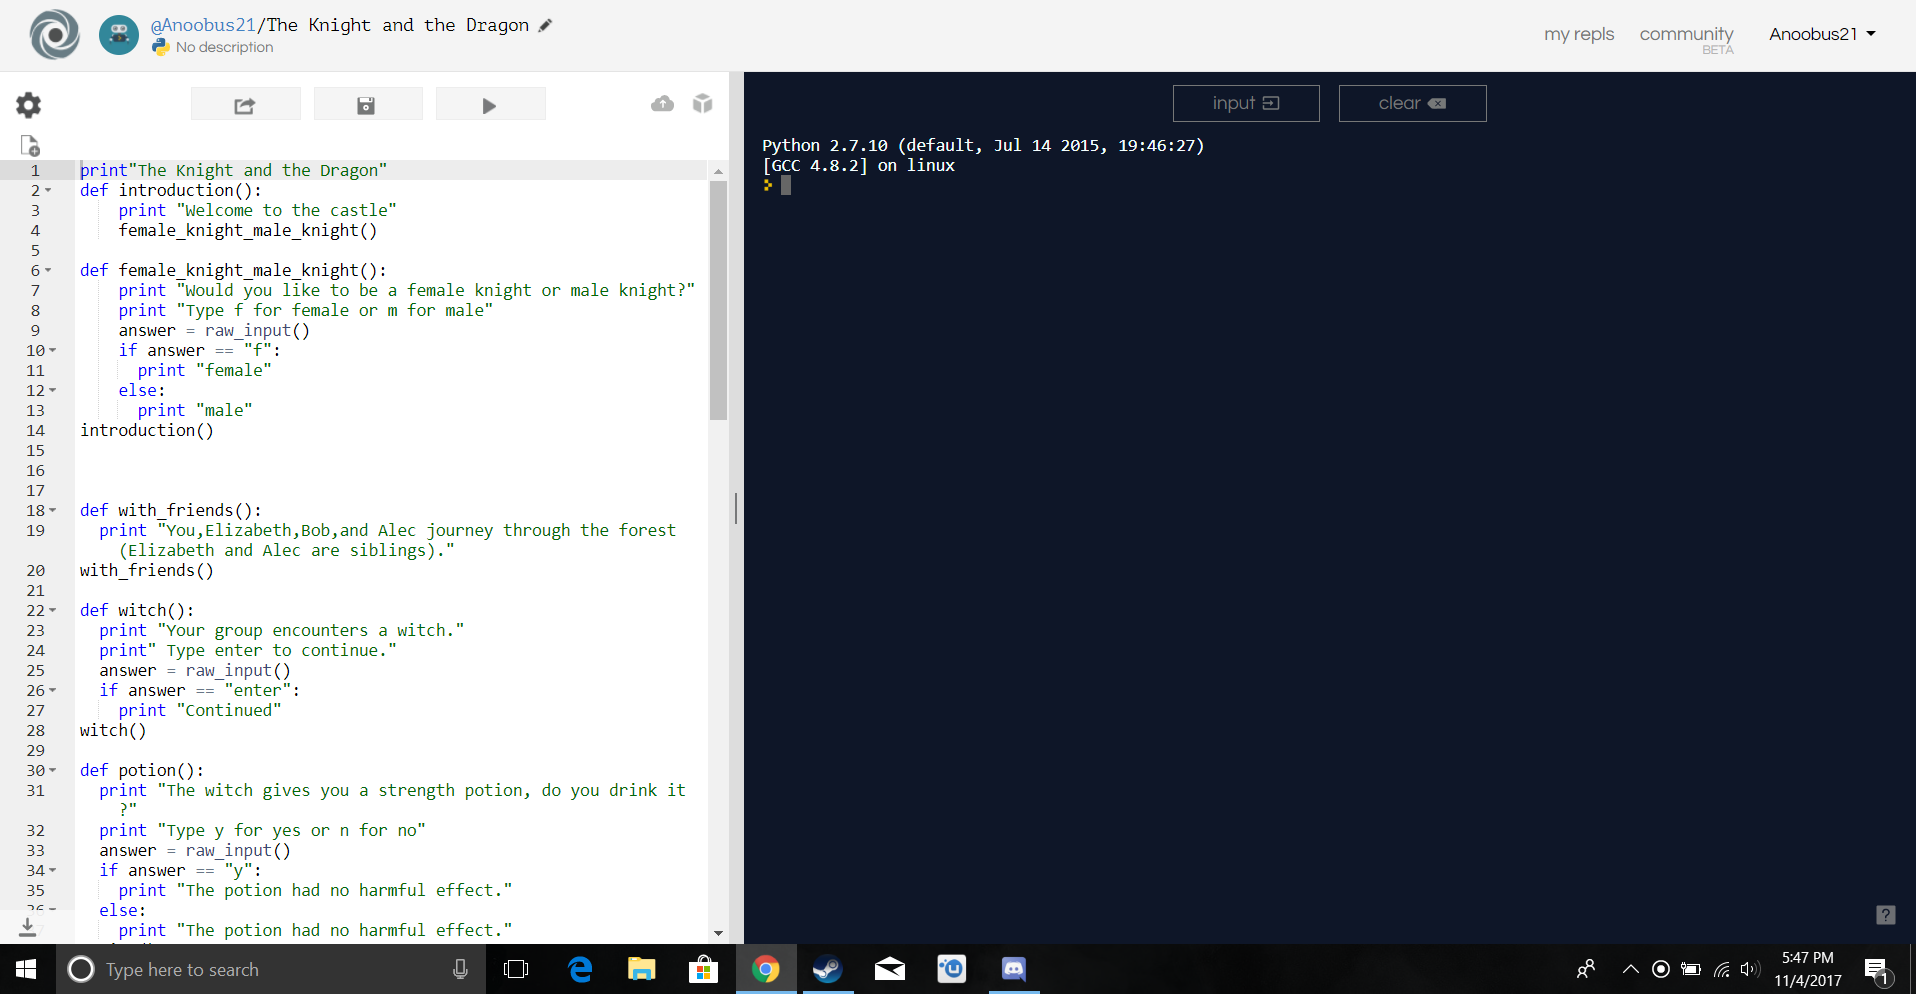 @Anoobus21/The Knight and the Dragon
No description
my repls community BETA Anoobus21
input clear
1 print"The Knight and the Dragon"
2 def introduction():
3 print "Welcome to the castle"
4 female_knight_male_knight()
5
6 def female_knight_male_knight():
7 print "Would you like to be a female knight or male knight?"
8 print "Type f for female or m for male"
9 answer = raw_input()
10 if answer == "f":
11 print "female"
12 else:
13 print "male"
14 introduction()
15
16
17
18 def with_friends():
19 print "You,Elizabeth,Bob,and Alec journey through the forest
(Elizabeth and Alec are siblings)."
20 with_friends()
21
22 def witch():
23 print "Your group encounters a witch."
24 print" Type enter to continue."
25 answer = raw_input()
26 if answer == "enter":
27 print "Continued"
28 witch()
29
30 def potion():
31 print "The witch gives you a strength potion, do you drink it
?"
32 print "Type y for yes or n for no"
33 answer = raw_input()
34 if answer == "y":
35 print "The potion had no harmful effect."
36 else:
print "The potion had no harmful effect."
Python 2.7.10 (default, Jul 14 2015, 19:46:27)
[GCC 4.8.2] on linux
?
Type here to search
5:47 PM
11/4/2017
1